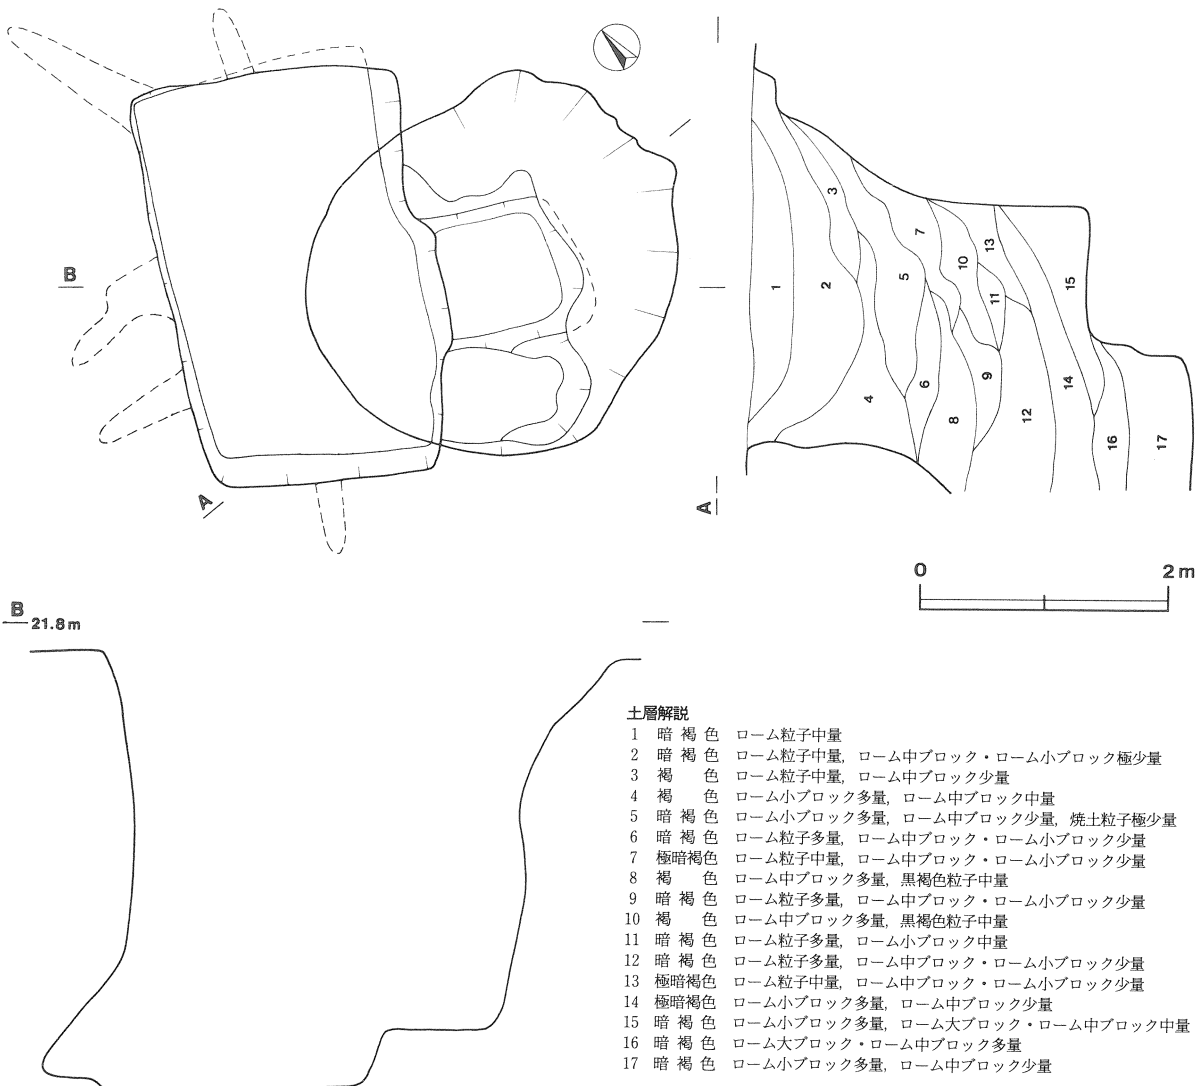 B
A
1
2
3
4
5
6
7
8
9
10
11
12
13
14
15
16
17
A
0 2 m
B
21.8 m
土層解説
1 暗褐色 ローム粒子中量
2 暗褐色 ローム粒子中量，ローム中ブロック・ローム小ブロック極少量
3 褐色 ローム粒子中量，ローム中ブロック少量
4 褐色 ローム小ブロック多量，ローム中ブロック中量
5 暗褐色 ローム小ブロック多量，ローム中ブロック少量，焼土粒子極少量
6 暗褐色 ローム粒子多量，ローム中ブロック・ローム小ブロック少量
7 極暗褐色 ローム粒子中量，ローム中ブロック・ローム小ブロック少量
8 褐色 ローム中ブロック多量，黒褐色粒子中量
9 暗褐色 ローム粒子多量，ローム中ブロック・ローム小ブロック少量
10 褐色 ローム中ブロック多量，黒褐色粒子中量
11 暗褐色 ローム粒子多量，ローム小ブロック中量
12 暗褐色 ローム粒子多量，ローム中ブロック・ローム小ブロック少量
13 極暗褐色 ローム粒子中量，ローム中ブロック・ローム小ブロック少量
14 極暗褐色 ローム小ブロック多量，ローム中ブロック少量
15 暗褐色 ローム小ブロック多量，ローム大ブロック・ローム中ブロック中量
16 暗褐色 ローム大ブロック・ローム中ブロック多量
17 暗褐色 ローム小ブロック多量，ローム中ブロック少量